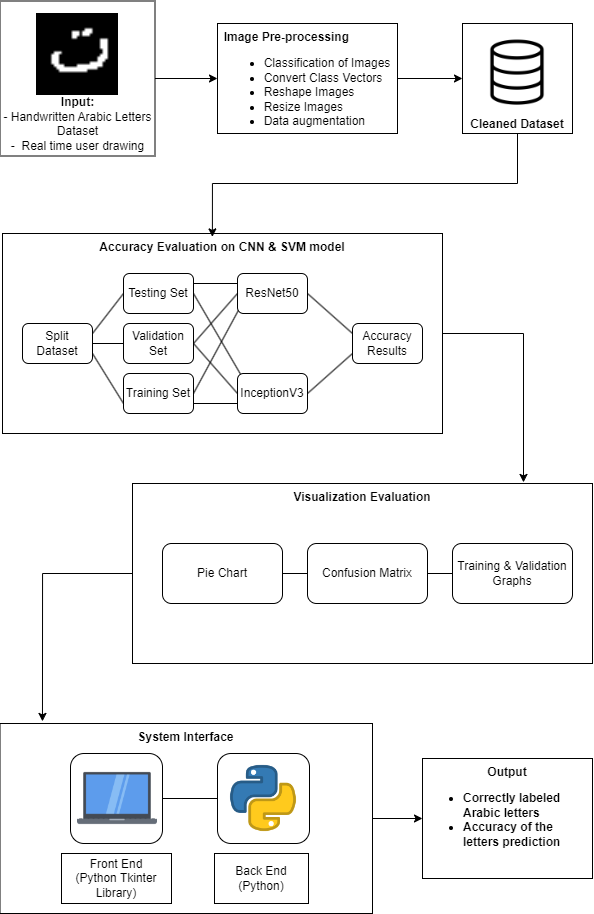 ت
Input:
- Handwritten Arabic Letters
Dataset
- Real time user drawing
Image Pre-processing
• Classification of Images
• Convert Class Vectors
• Reshape Images
• Resize Images
• Data augmentation
Cleaned Dataset
Accuracy Evaluation on CNN & SVM model
Split
Dataset
Testing Set
Validation
Set
Training Set
ResNet50
InceptionV3
Accuracy
Results
Visualization Evaluation
Pie Chart
Confusion Matrix
Training & Validation
Graphs
System Interface
Front End
(Python Tkinter
Library)
Back End
(Python)
Output
• Correctly labeled
Arabic letters
• Accuracy of the
letters prediction